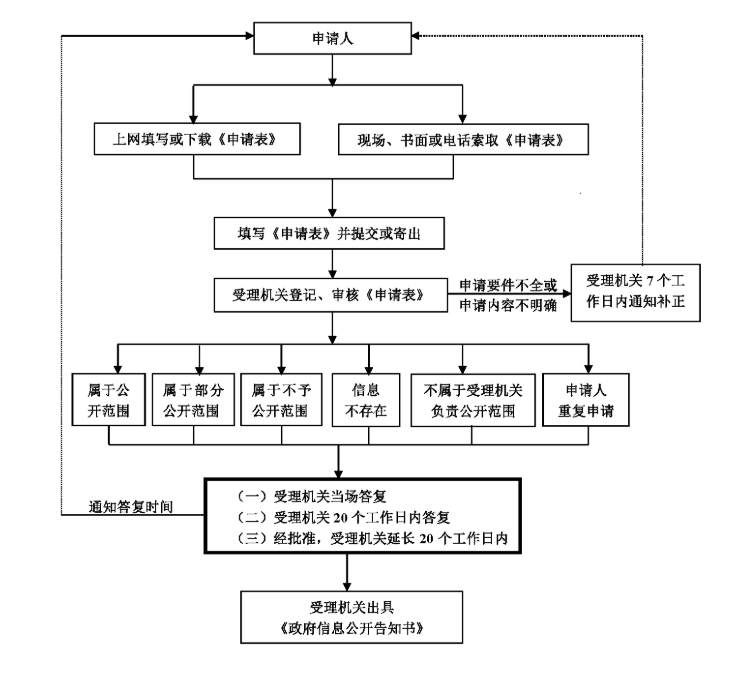 申请人
上网填写或下载《申请表》
现场、书面或电话索取《申请表》
填写《申请表》并提交或寄出
受理机关登记、审核《申请表》
申请要件不全或
申请内容不明确
受理机关 7 个工
作日内通知补正
属于公
开范围
属于部分
公开范围
属于不予
公开范围
信息
不存在
不属于受理机关
负责公开范围
申请人
重复申请
通知答复时间
（一）受理机关当场答复
（二）受理机关 20 个工作日内答复
（三）经批准，受理机关延长 20 个工作日内
受理机关出具
《政府信息公开告知书》